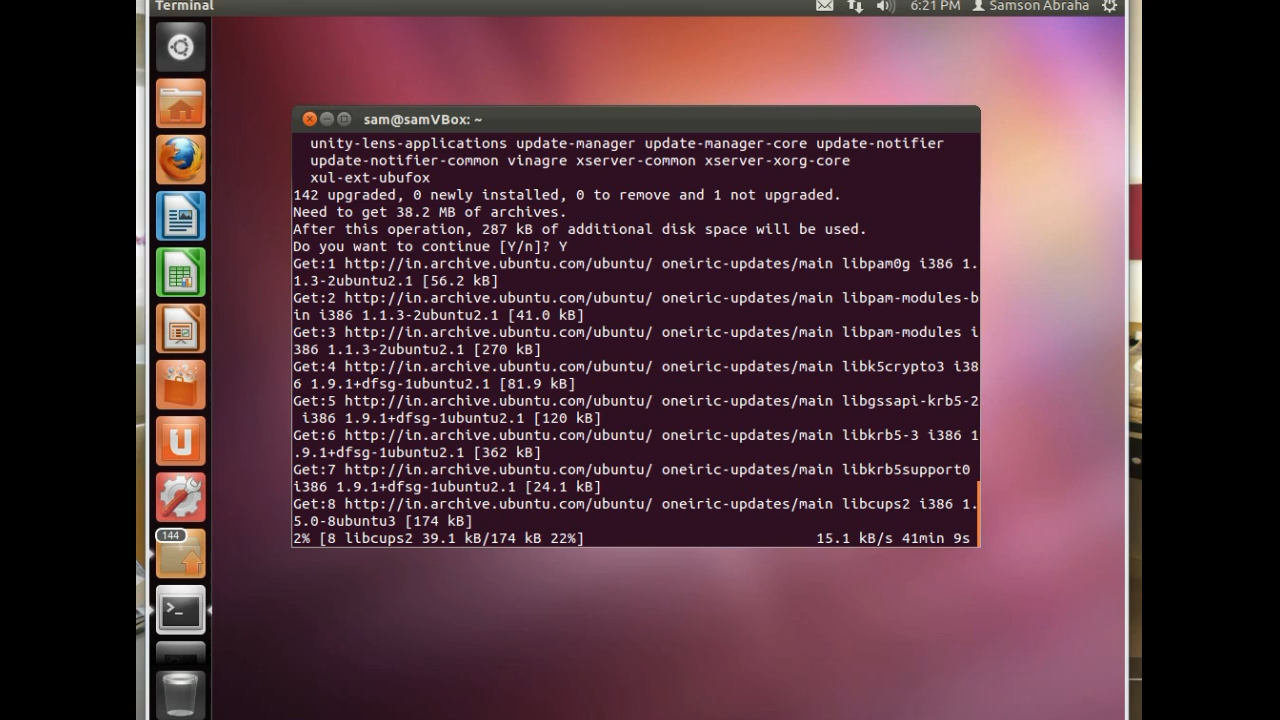 Terminal
6:21 PM Samson Abraha
sam@samVBox: ~
unity-lens-applications update-manager update-manager-core update-notifier
update-notifier-common vinagre xserver-common xserver-xorg-core
xul-ext-ubufox
142 upgraded, 0 newly installed, 0 to remove and 1 not upgraded.
Need to get 38.2 MB of archives.
After this operation, 287 kB of additional disk space will be used.
Do you want to continue [Y/n]? Y
Get:1 http://in.archive.ubuntu.com/ubuntu/ oneiric-updates/main libpam0g i386 1.
1.3-2ubuntu2.1 [56.2 kB]
Get:2 http://in.archive.ubuntu.com/ubuntu/ oneiric-updates/main libpam-modules-b
in i386 1.1.3-2ubuntu2.1 [41.0 kB]
Get:3 http://in.archive.ubuntu.com/ubuntu/ oneiric-updates/main libpam-modules i
386 1.1.3-2ubuntu2.1 [270 kB]
Get:4 http://in.archive.ubuntu.com/ubuntu/ oneiric-updates/main libk5crypto3 i38
6 1.9.1+dfsg-1ubuntu2.1 [81.9 kB]
Get:5 http://in.archive.ubuntu.com/ubuntu/ oneiric-updates/main libgssapi-krb5-2
i386 1.9.1+dfsg-1ubuntu2.1 [120 kB]
Get:6 http://in.archive.ubuntu.com/ubuntu/ oneiric-updates/main libkrb5-3 i386 1
.9.1+dfsg-1ubuntu2.1 [362 kB]
Get:7 http://in.archive.ubuntu.com/ubuntu/ oneiric-updates/main libkrb5support0
i386 1.9.1+dfsg-1ubuntu2.1 [24.1 kB]
Get:8 http://in.archive.ubuntu.com/ubuntu/ oneiric-updates/main libcups2 i386 1.
5.0-8ubuntu3 [174 kB]
2% [8 libcups2 39.1 kB/174 kB 22%] 15.1 kB/s 41min 9s
144